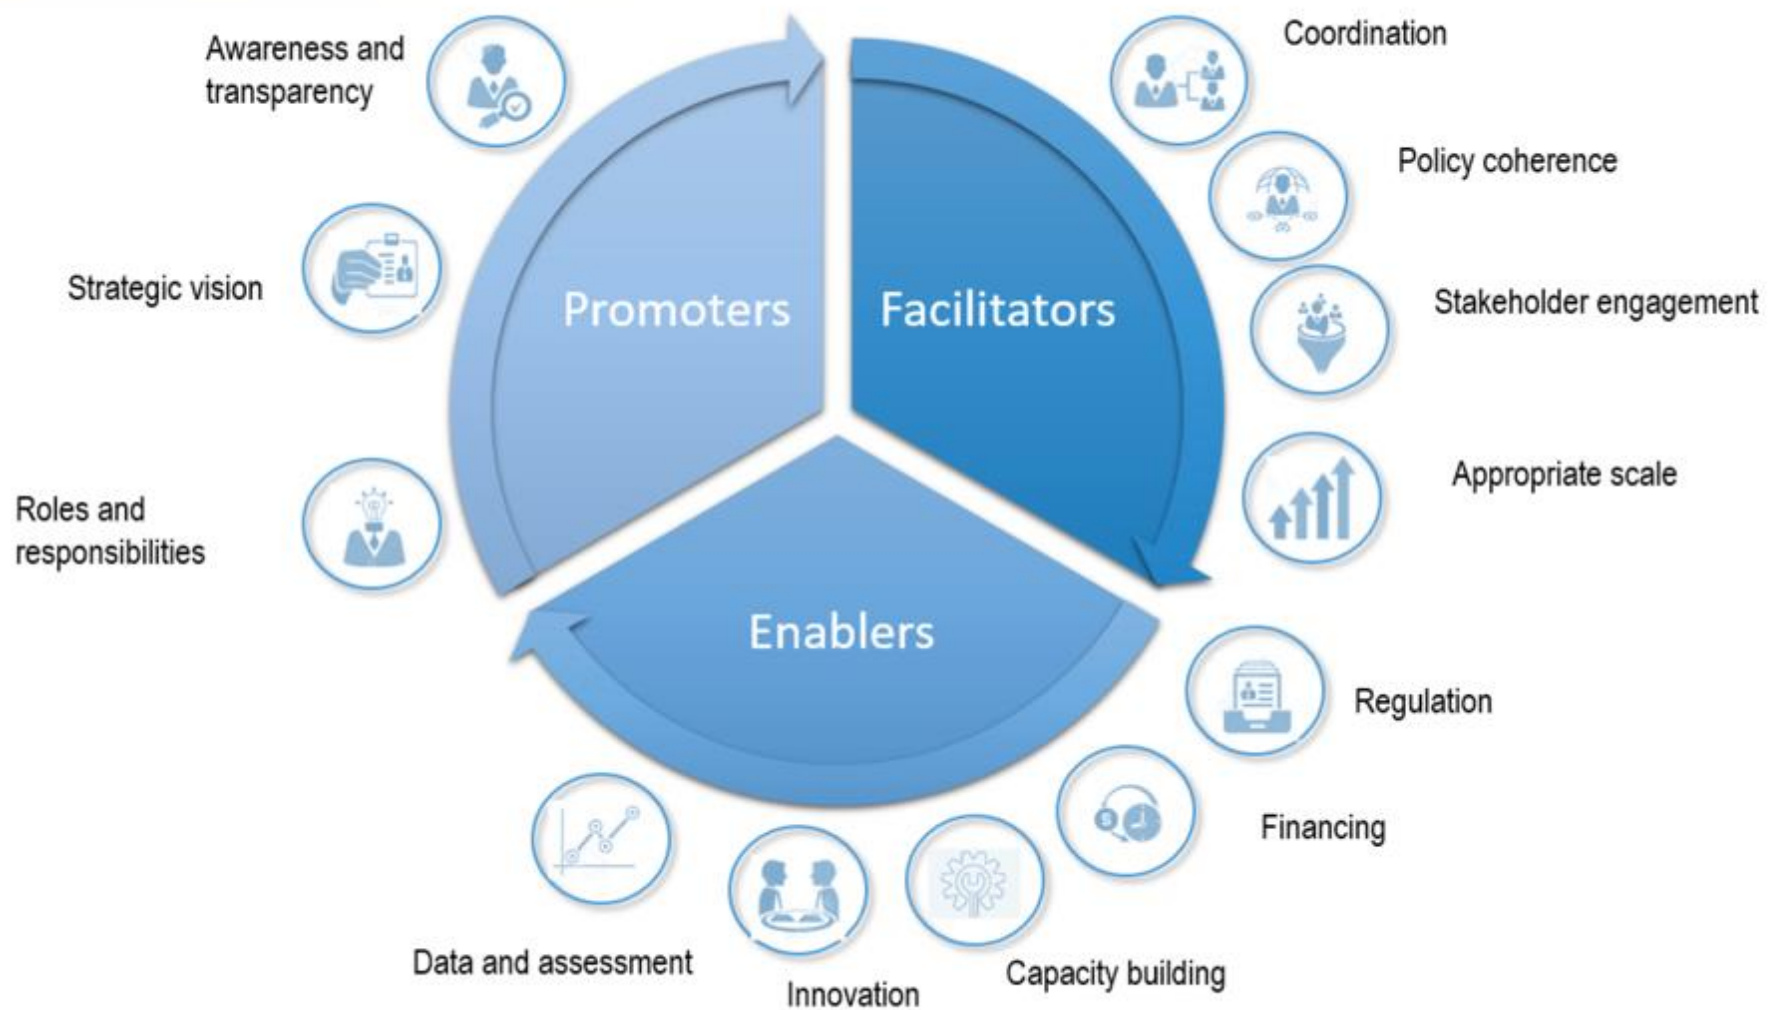 Awareness and
transparency
Strategic vision
Roles and
responsibilities
Promoters
Facilitators
Enablers
Coordination
Policy coherence
Stakeholder engagement
Appropriate scale
Regulation
Financing
Capacity building
Innovation
Data and assessment